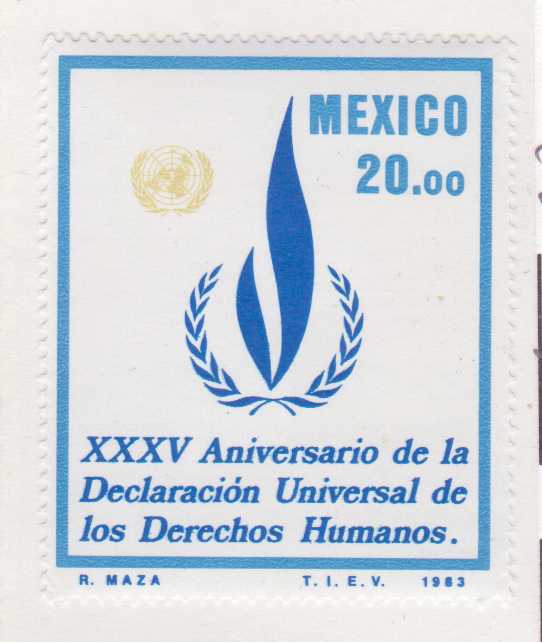 MEXICO
20.00
XXXV Aniversario de la
Declaración Universal de
los Derechos Humanos.
R. MAZA T. I. E. V. 1983